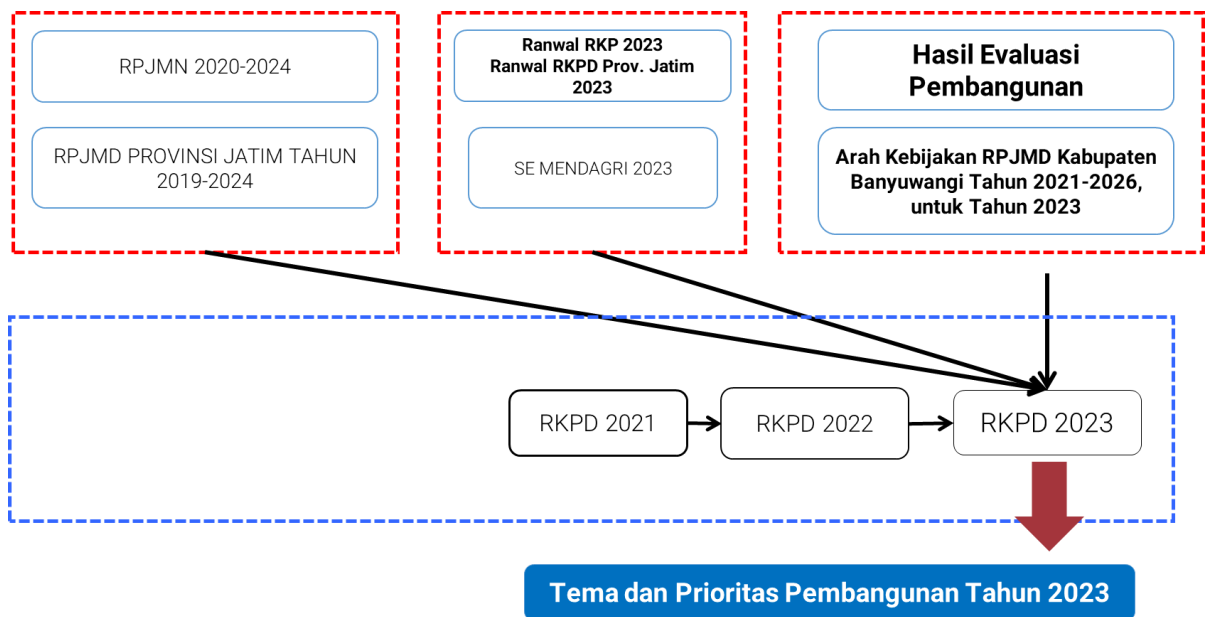 RPJMN 2020-2024
RPJMD PROVINSI JATIM TAHUN
2019-2024
Ranwal RKP 2023
Ranwal RKPD Prov. Jatim
2023
SE MENDAGRI 2023
Hasil Evaluasi
Pembangunan
Arah Kebijakan RPJMD Kabupaten
Banyuwangi Tahun 2021-2026,
untuk Tahun 2023
RKPD 2021
RKPD 2022
RKPD 2023
Tema dan Prioritas Pembangunan Tahun 2023